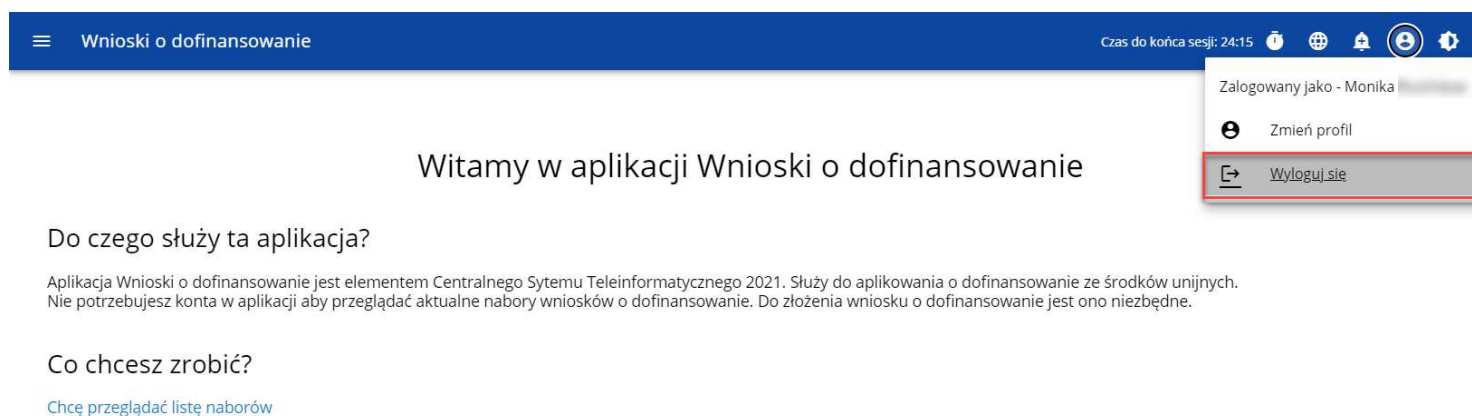 Wnioski o dofinansowanie
Czas do końca sesji: 24:15
Zalogowany jako - Monika
Zmień profil
Wyloguj się
Witamy w aplikacji Wnioski o dofinansowanie
Do czego służy ta aplikacja?
Aplikacja Wnioski o dofinansowanie jest elementem Centralnego Sytemu Teleinformatycznego 2021. Służy do aplikowania o dofinansowanie ze środków unijnych.
Nie potrzebujesz konta w aplikacji aby przeglądać aktualne nabory wniosków o dofinansowanie. Do złożenia wniosku o dofinansowanie jest ono niezbędne.
Co chcesz zrobić?
Chcę przeglądać listę naborów